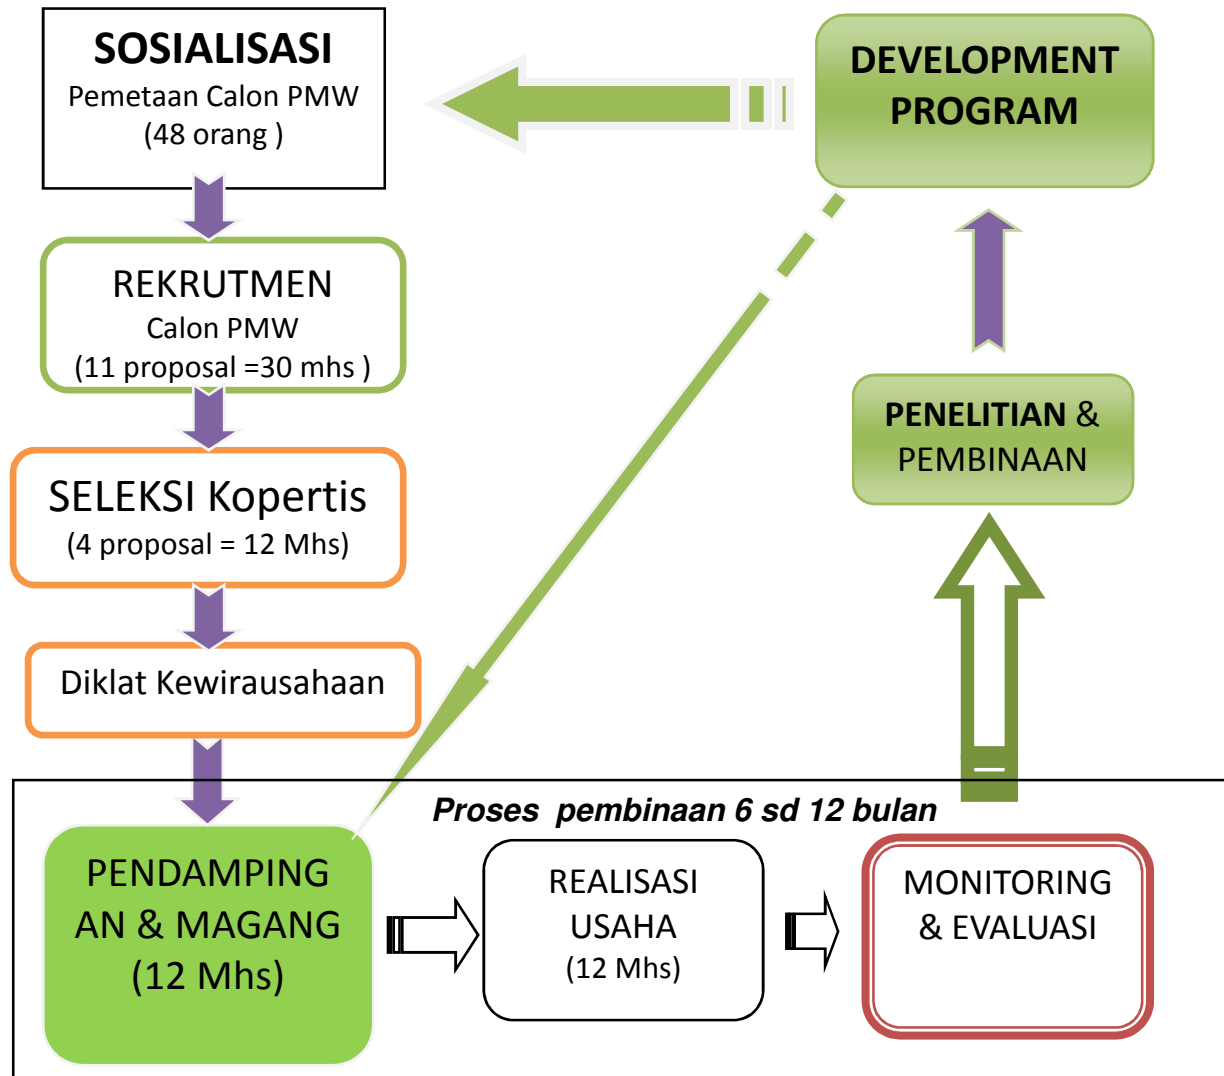 SOSIALISASI
Pemetaan Calon PMW
(48 orang )
DEVELOPMENT
PROGRAM
REKRUTMEN
Calon PMW
(11 proposal =30 mhs )
PENELITIAN &
PEMBINAAN
SELEKSI Kopertis
(4 proposal = 12 Mhs)
Diklat Kewirausahaan
Proses pembinaan 6 sd 12 bulan
PENDAMPING
AN & MAGANG
(12 Mhs)
REALISASI
USAHA
(12 Mhs)
MONITORING
& EVALUASI